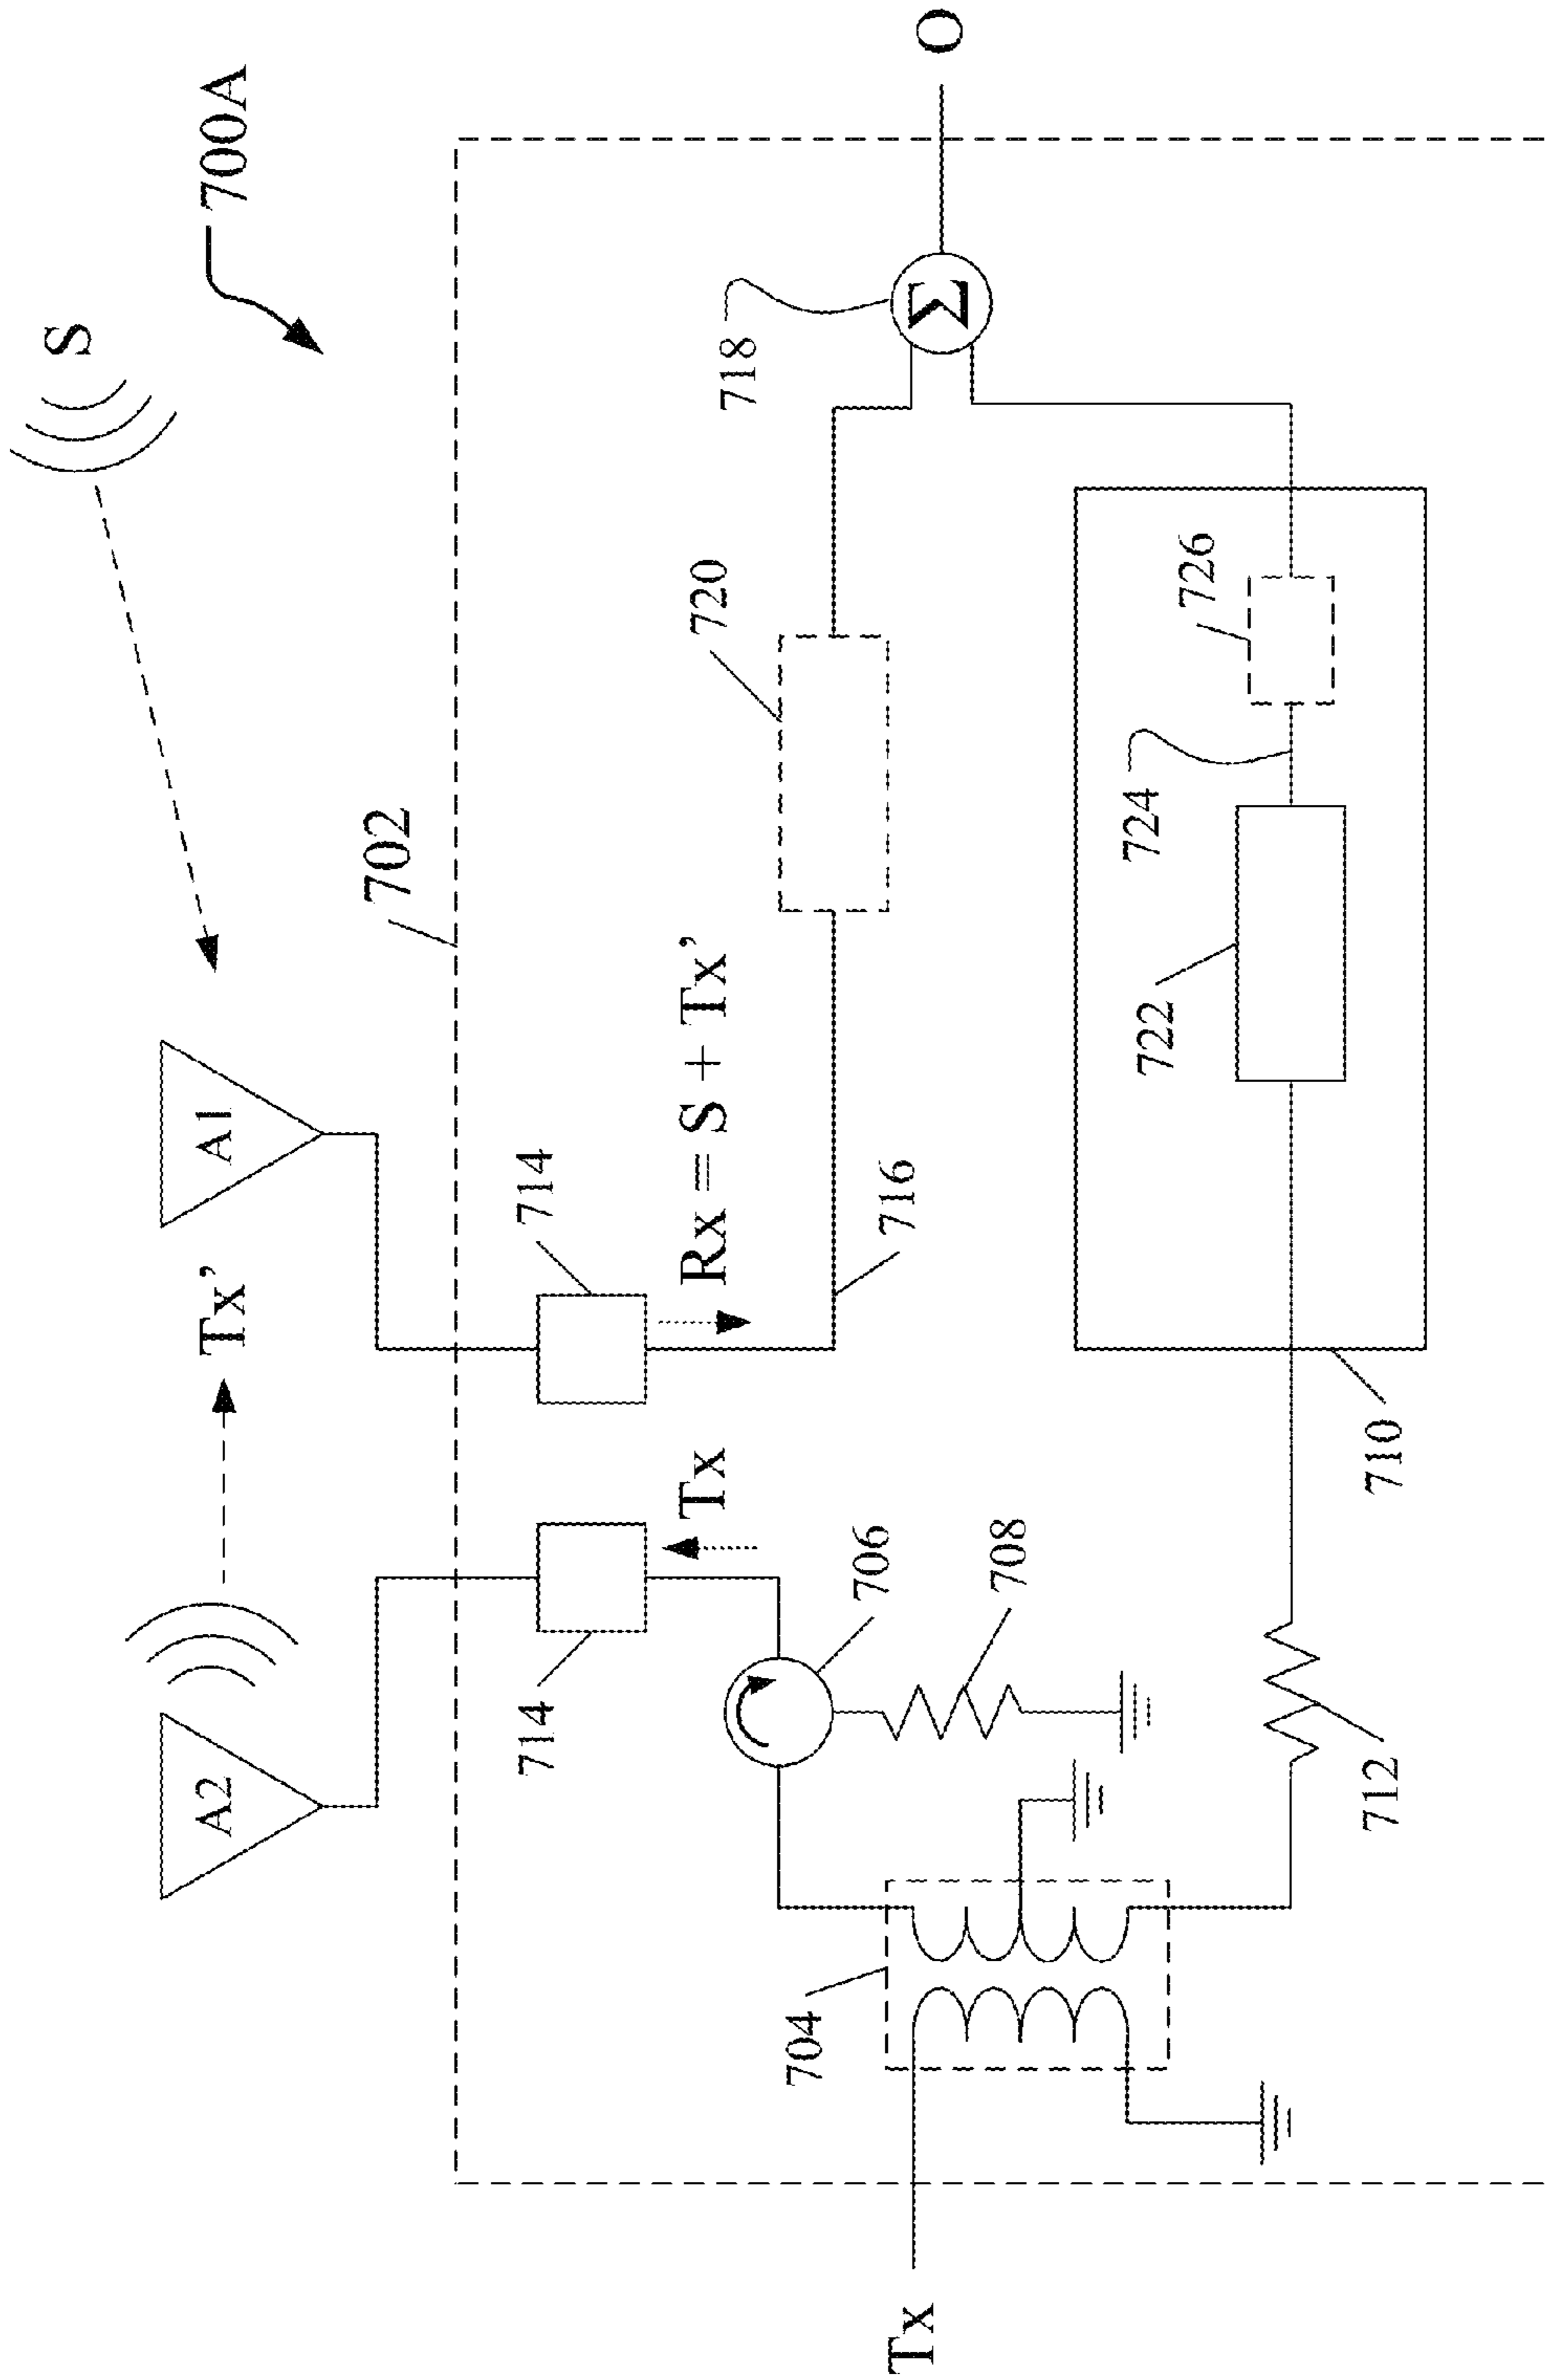 S
700A
A2
Tx’
A1
702
714
Tx
714
Rx = S + Tx’
720
718
O
706
716
708
704
Tx
724
726
722
712
710
Σ